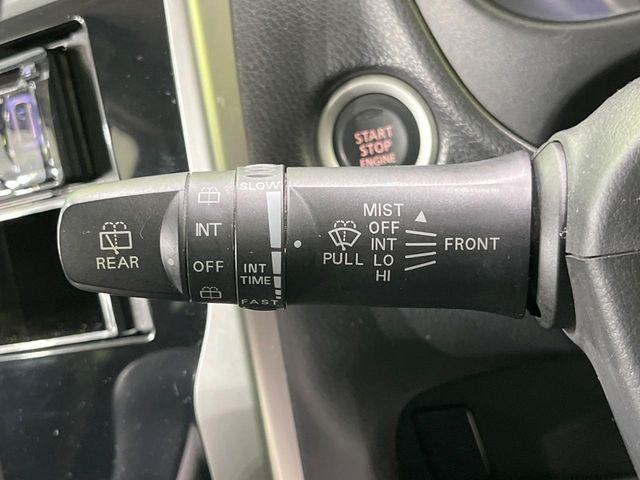 START
STOP
ENGINE
REAR
INT
OFF
SLOW
INT
TIME
FAST
PULL
MIST
OFF
INT
LO
HI
FRONT